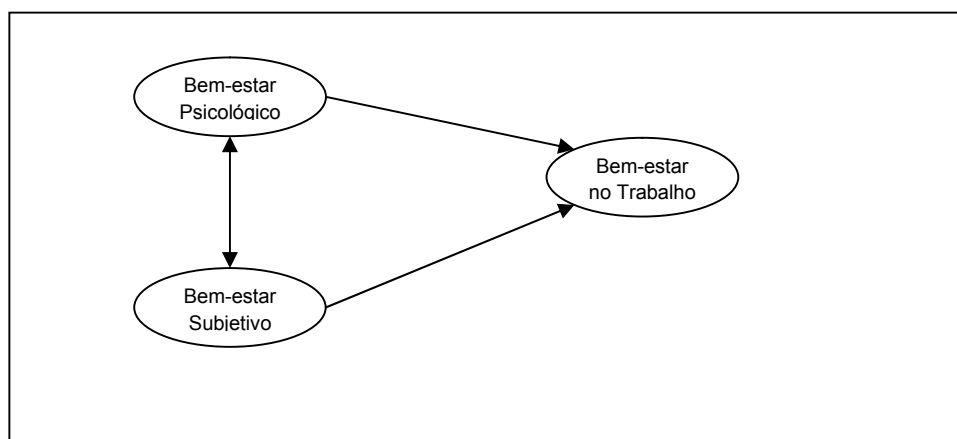 Bem-estar
Psicológico
Bem-estar
no Trabalho
Bem-estar
Subjetivo